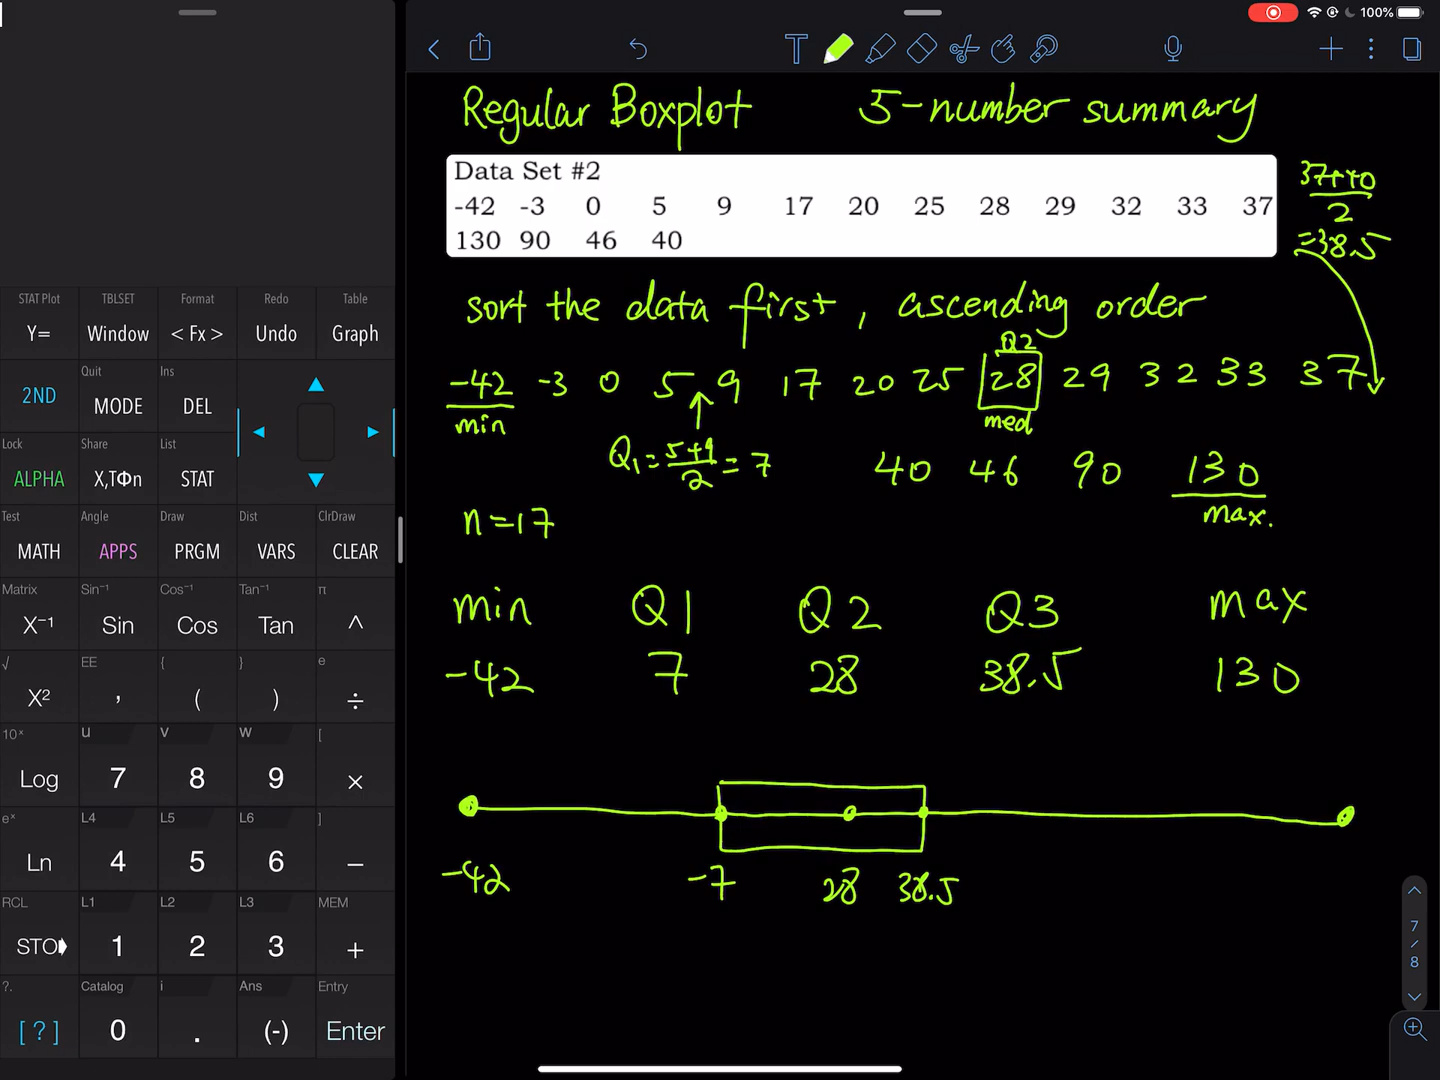 100%
Regular Boxplot 5-number summary
Data Set #2
-42 -3 0 5 9 17 20 25 28 29 32 33 37
130 90 46 40
37+40
2
=38.5
sort the data first, ascending order
Q2
-42 -3 0 5 9 17 20 25 28 29 32 33 37
min med
Q1 = 5+9 / 2 = 7 40 46 90 130
max.
n=17
min Q1 Q2 Q3 max
-42 7 28 38.5 130
-42 -7 28 38.5
7
/
8
STAT Plot TBLSET Format Redo Table
Y= Window < Fx > Undo Graph
Quit Ins
2ND MODE DEL
Lock Share List
ALPHA X,TΦn STAT
Test Angle Draw Dist ClrDraw
MATH APPS PRGM VARS CLEAR
Matrix Sin⁻¹ Cos⁻¹ Tan⁻¹ π
X⁻¹ Sin Cos Tan ^
√ EE { } e
X² , ( ) ÷
10ˣ u v w [
Log 7 8 9 ×
eˣ L4 L5 L6 ]
Ln 4 5 6 −
RCL L1 L2 L3 MEM
STO 1 2 3 +
?. Catalog i Ans Entry
[ ? ] 0 . (-) Enter